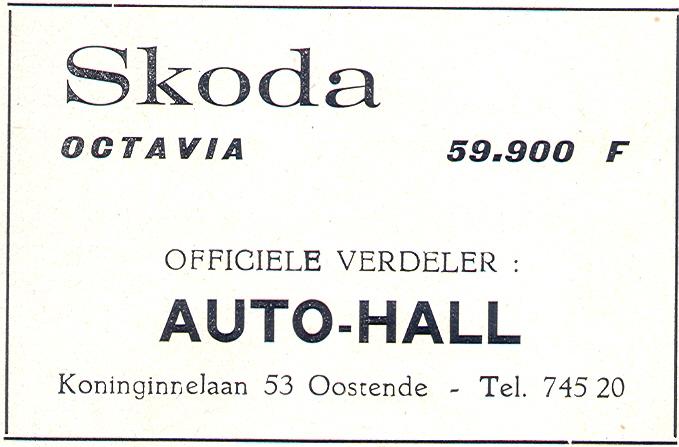 Skoda
OCTAVIA 59.900 F
OFFICIELE VERDELER :
AUTO-HALL
Koninginnelaan 53 Oostende - Tel. 745 20